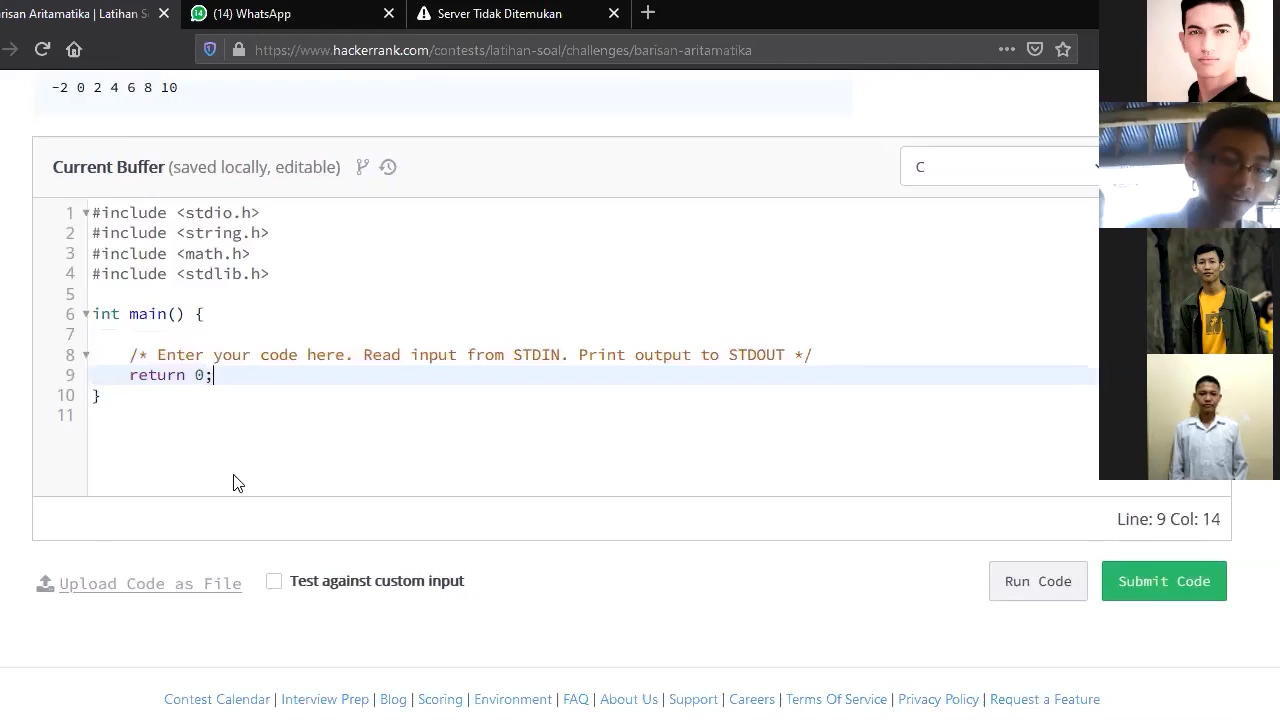 arisan Aritamatika | Latihan S
(14) WhatsApp
Server Tidak Ditemukan
https://www.hackerrank.com/contests/latihan-soal/challenges/barisan-aritamatika
-2 0 2 4 6 8 10
Current Buffer (saved locally, editable)
C
1 #include <stdio.h>
2 #include <string.h>
3 #include <math.h>
4 #include <stdlib.h>
5
6 int main() {
7
8 /* Enter your code here. Read input from STDIN. Print output to STDOUT */
9 return 0;
10 }
11
Line: 9 Col: 14
Upload Code as File
Test against custom input
Run Code
Submit Code
Contest Calendar | Interview Prep | Blog | Scoring | Environment | FAQ | About Us | Support | Careers | Terms Of Service | Privacy Policy | Request a Feature